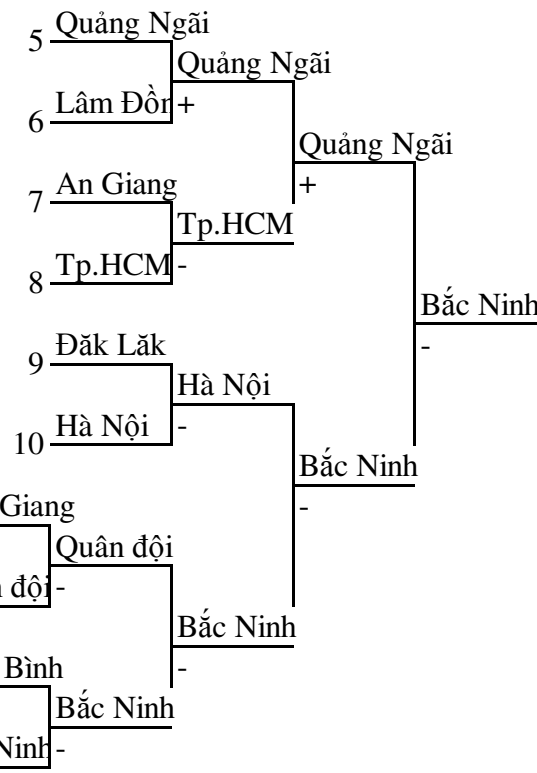 Quảng Ngãi
5
Quảng Ngãi
Lâm Đồn +
6
Quảng Ngãi
An Giang
+
7
Tp.HCM
Tp.HCM -
8
Bắc Ninh
Đăk Lăk
-
9
Hà Nội
Hà Nội -
10
Bắc Ninh
Giang
-
Quân đội
đội -
Bắc Ninh
Bình
-
Bắc Ninh
Ninh -